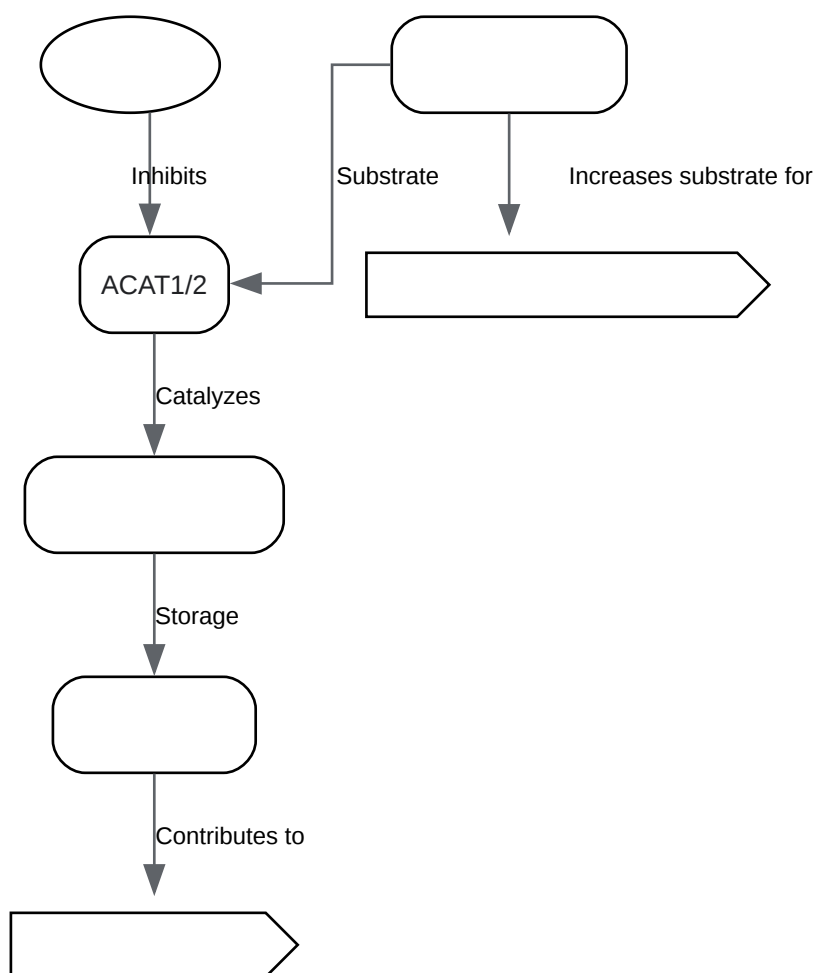 Inhibits
Substrate
Increases substrate for
ACAT1/2
Catalyzes
Storage
Contributes to